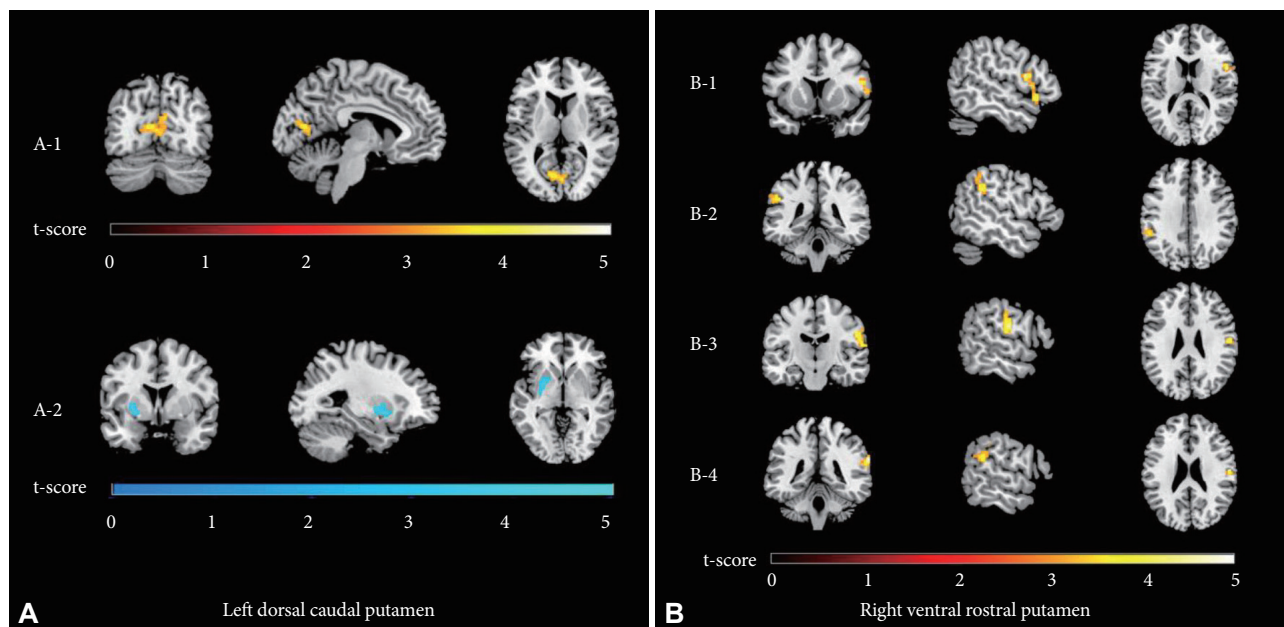 A-1
t-score
0 1 2 3 4 5
A-2
t-score
0 1 2 3 4 5
A Left dorsal caudal putamen
B-1
B-2
B-3
B-4
t-score
0 1 2 3 4 5
B Right ventral rostral putamen